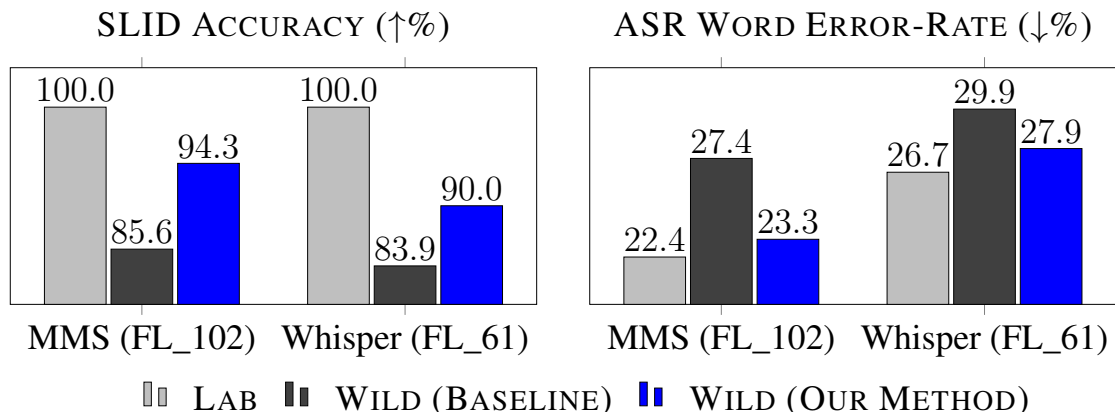 SLID ACCURACY (↑%)
100.0
85.6
94.3
100.0
83.9
90.0
MMS (FL_102)
Whisper (FL_61)
ASR WORD ERROR-RATE (↓%)
22.4
27.4
23.3
26.7
29.9
27.9
MMS (FL_102)
Whisper (FL_61)
LAB
WILD (BASELINE)
WILD (OUR METHOD)